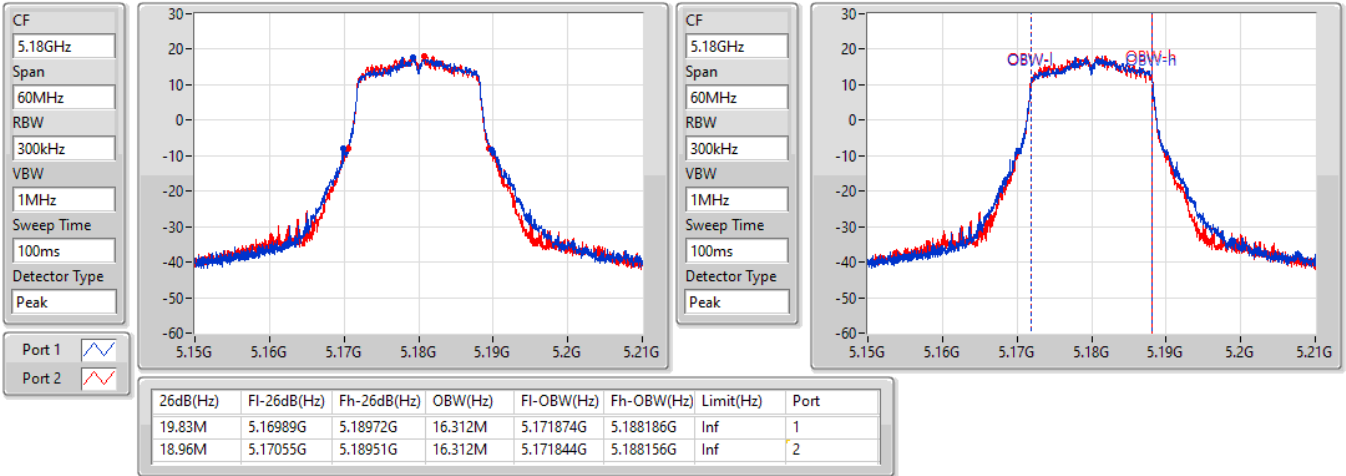 CF
5.18GHz
Span
60MHz
RBW
300kHz
VBW
1MHz
Sweep Time
100ms
Detector Type
Peak
Port 1
Port 2
30
20
10
0
-10
-20
-30
-40
-50
-60
5.15G 5.16G 5.17G 5.18G 5.19G 5.2G 5.21G
CF
5.18GHz
Span
60MHz
RBW
300kHz
VBW
1MHz
Sweep Time
100ms
Detector Type
Peak
30
20
10
0
-10
-20
-30
-40
-50
-60
OBW-l OBW-h
5.15G 5.16G 5.17G 5.18G 5.19G 5.2G 5.21G
26dB(Hz) Fl-26dB(Hz) Fh-26dB(Hz) OBW(Hz) Fl-OBW(Hz) Fh-OBW(Hz) Limit(Hz) Port
19.83M 5.16989G 5.18972G 16.312M 5.171874G 5.188186G Inf 1
18.96M 5.17055G 5.18951G 16.312M 5.171844G 5.188156G Inf 2